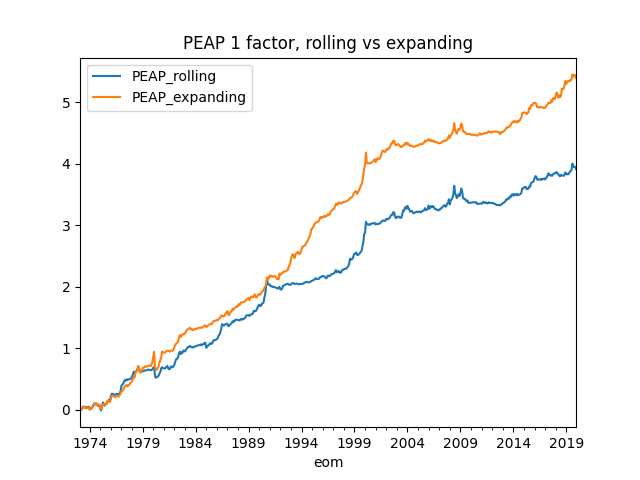 PEAP 1 factor, rolling vs expanding
PEAP_rolling
PEAP_expanding
5
4
3
2
1
0
1974 1979 1984 1989 1994 1999 2004 2009 2014 2019
eom